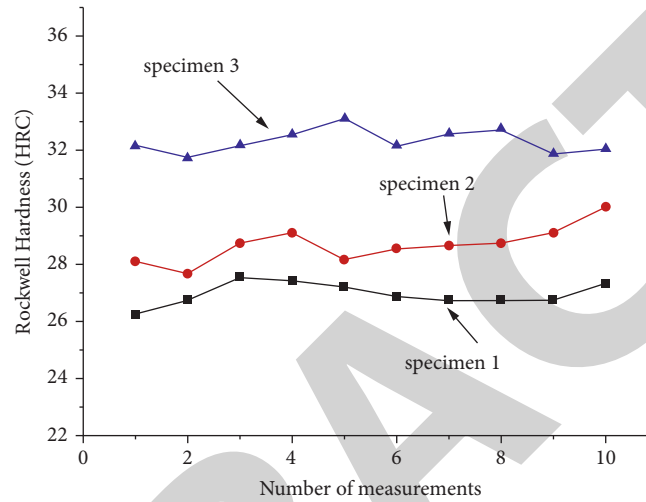 Rockwell Hardness (HRC)
36
34
32
30
28
26
24
22
specimen 3
specimen 2
specimen 1
0
2
4
6
8
10
Number of measurements